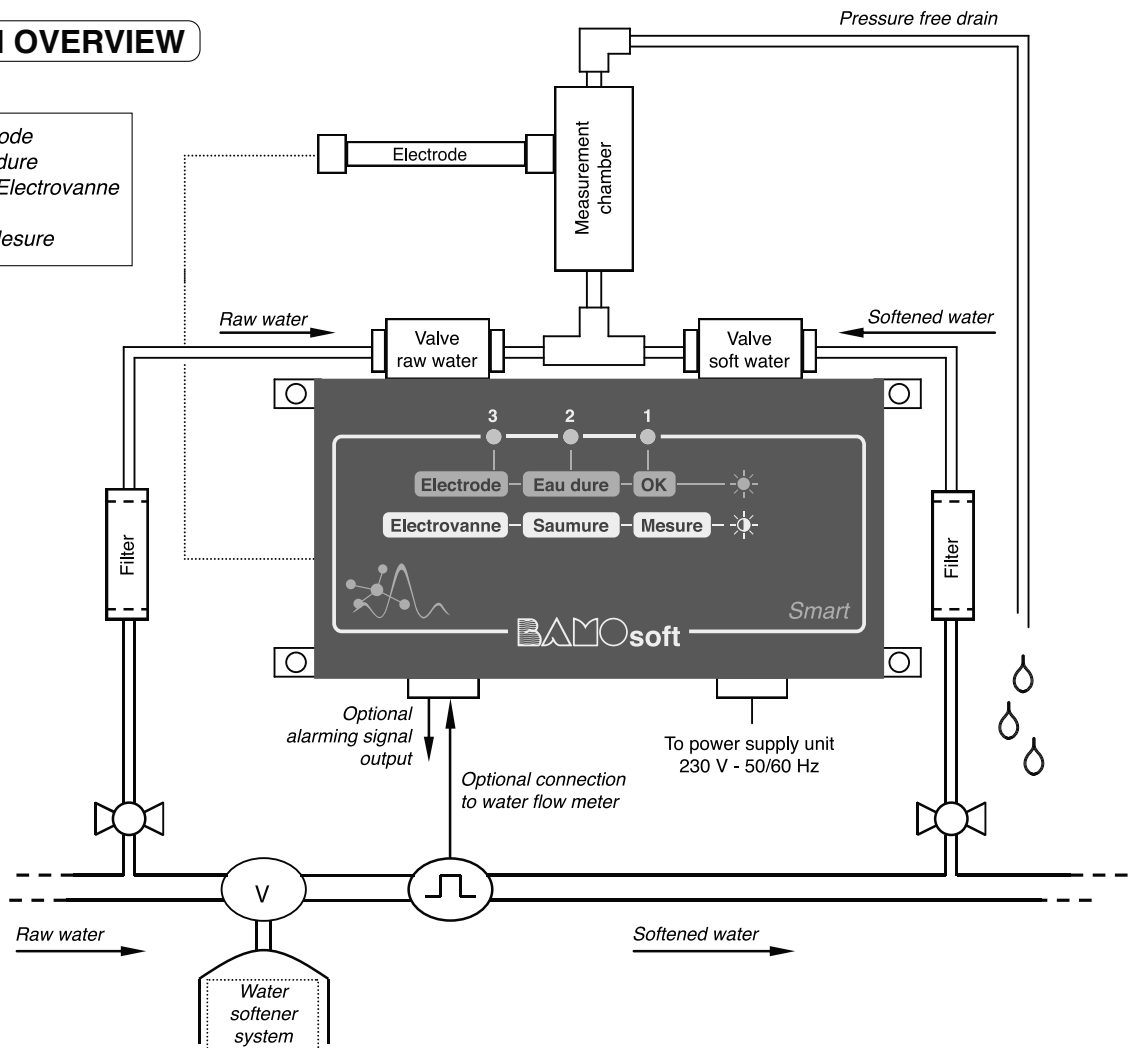 OVERVIEW
Pressure free drain
ode
dure
Electrovanne
esure
Electrode
Measurement
chamber
Raw water
Softened water
Valve
raw water
Valve
soft water
3 2 1
Electrode Eau dure OK
Electrovanne Saumure Mesure
Filter
Filter
Smart
BAMOsoft
Optional
alarming signal
output
To power supply unit
230 V - 50/60 Hz
Optional connection
to water flow meter
V
Raw water
Softened water
Water
softener
system